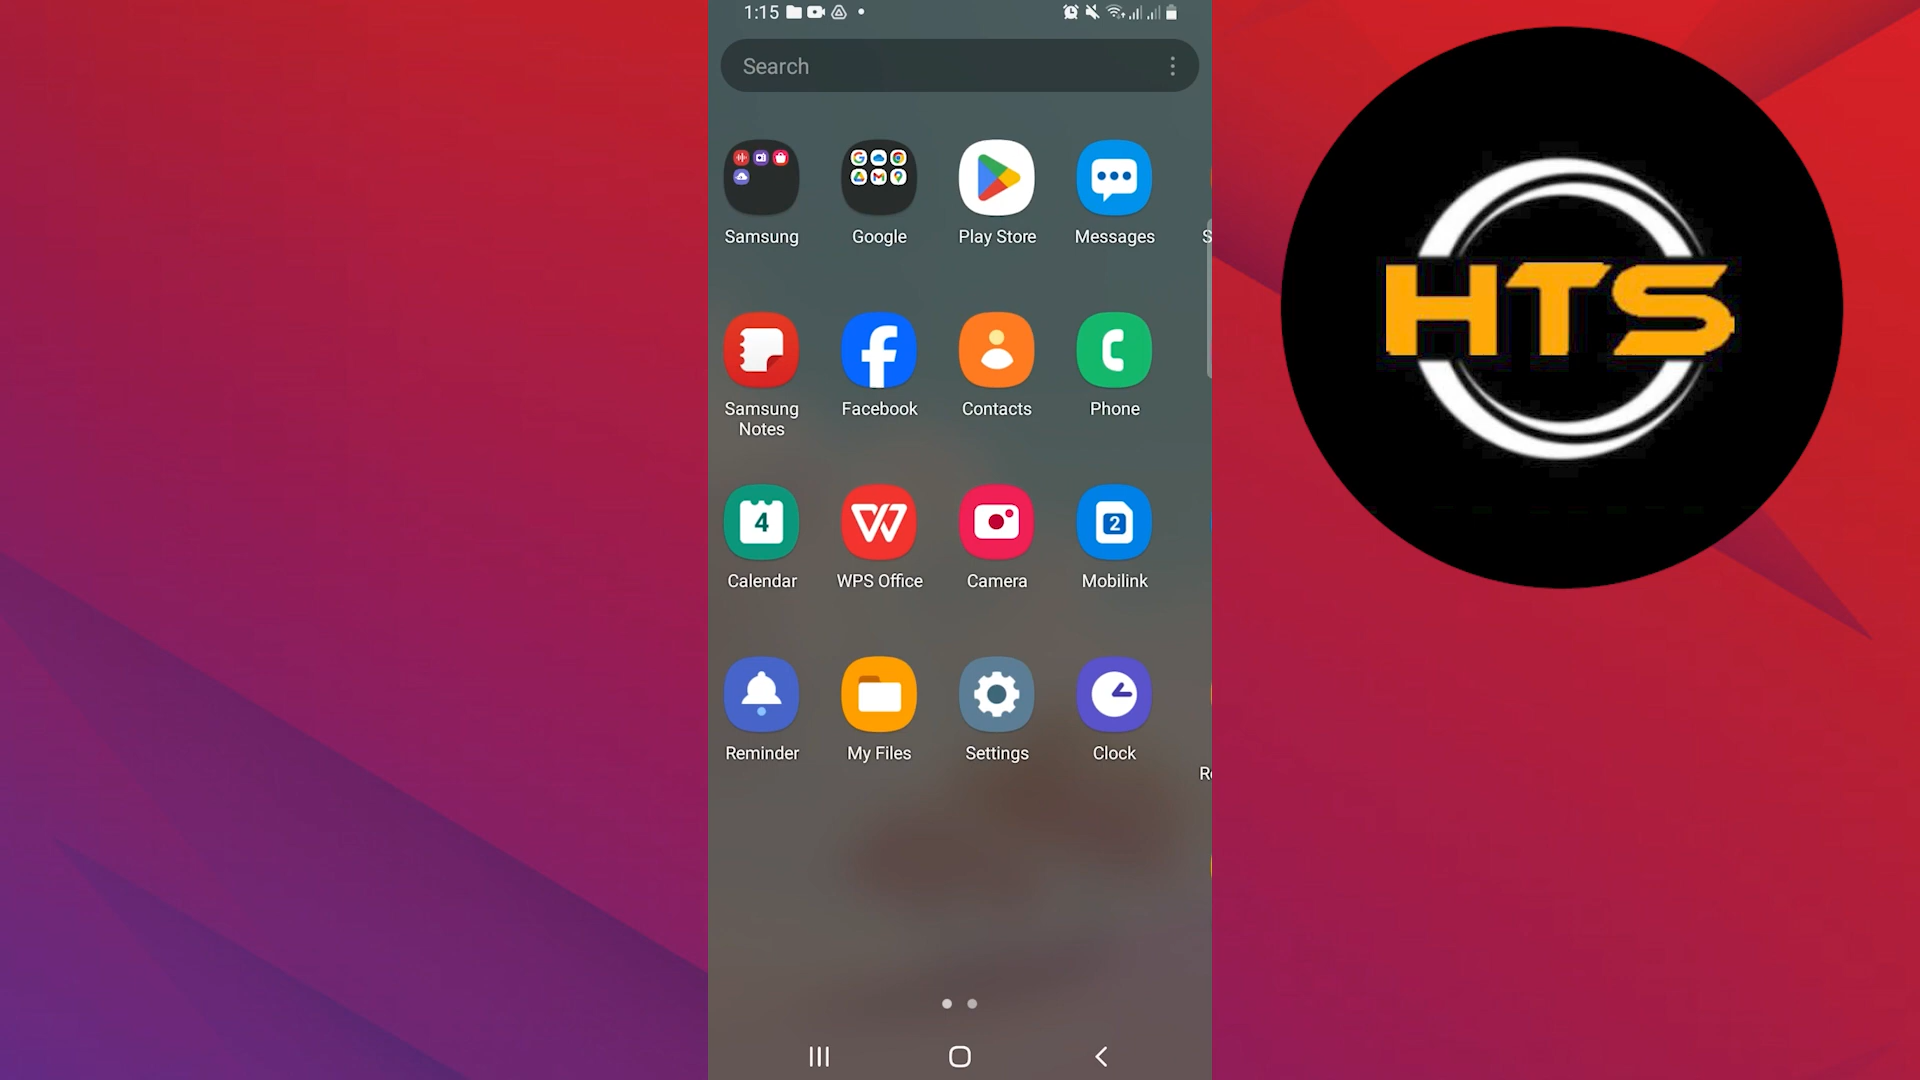 1:15
Search
Samsung
Google
Play Store
Messages
S
Samsung
Notes
Facebook
Contacts
Phone
4
Calendar
WPS Office
Camera
2
Mobilink
Reminder
My Files
Settings
Clock
Re
HTS